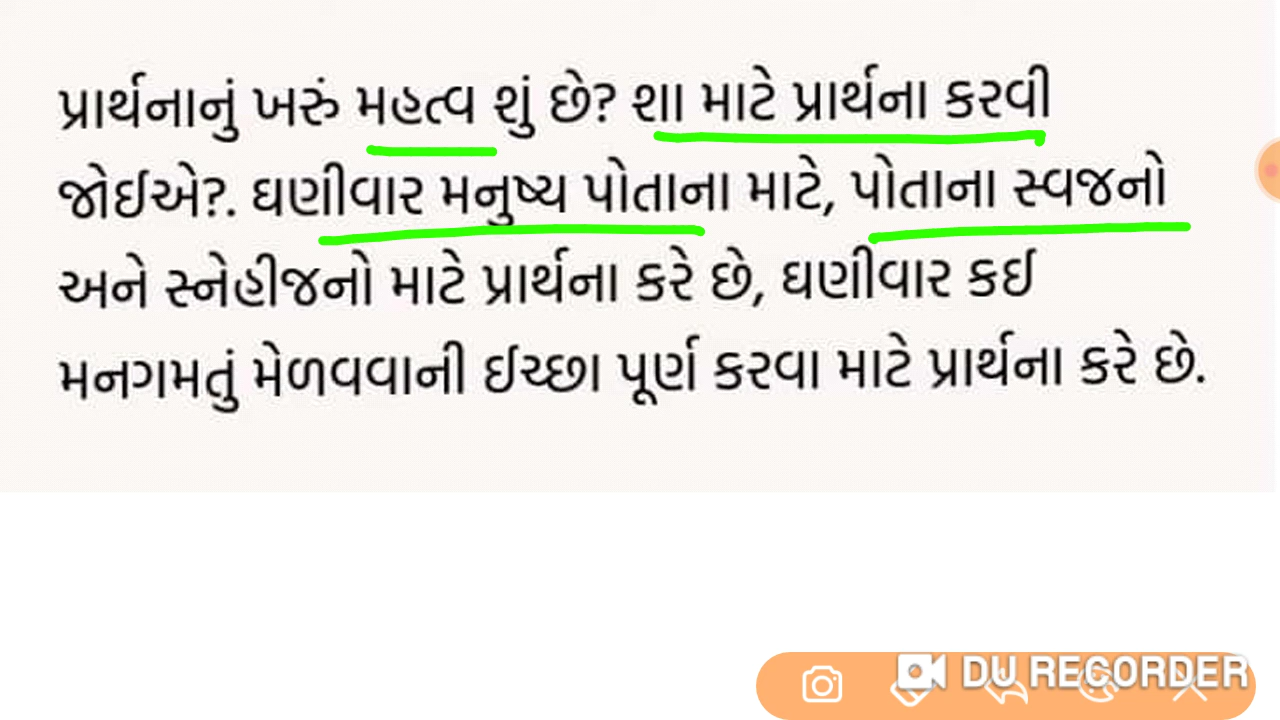 પ્રાર્થનાનું ખરું મહત્વ શું છે? શા માટે પ્રાર્થના કરવી
જોઈએ?. ઘણીવાર મનુષ્ય પોતાના માટે, પોતાના સ્વજનો
અને સ્નેહીજનો માટે પ્રાર્થના કરે છે, ઘણીવાર કઈ
મનગમતું મેળવવાની ઈચ્છા પૂર્ણ કરવા માટે પ્રાર્થના કરે છે.
DU RECORDER